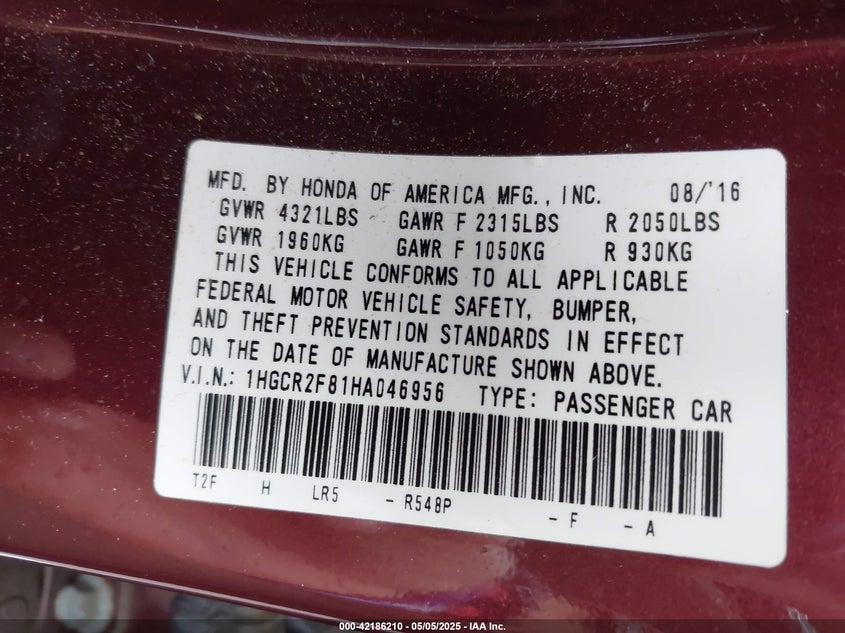 MFD. BY HONDA OF AMERICA MFG., INC. 08/'16
GVWR 4321LBS GAWR F 2315LBS R 2050LBS
GVWR 1960KG GAWR F 1050KG R 930KG
THIS VEHICLE CONFORMS TO ALL APPLICABLE
FEDERAL MOTOR VEHICLE SAFETY, BUMPER,
AND THEFT PREVENTION STANDARDS IN EFFECT
ON THE DATE OF MANUFACTURE SHOWN ABOVE.
V.I.N.: 1HGCR2F81HA046956 TYPE: PASSENGER CAR
T2F H LR5 - R548P - F - A
000-42186210 - 05/05/2025 - IAA Inc.